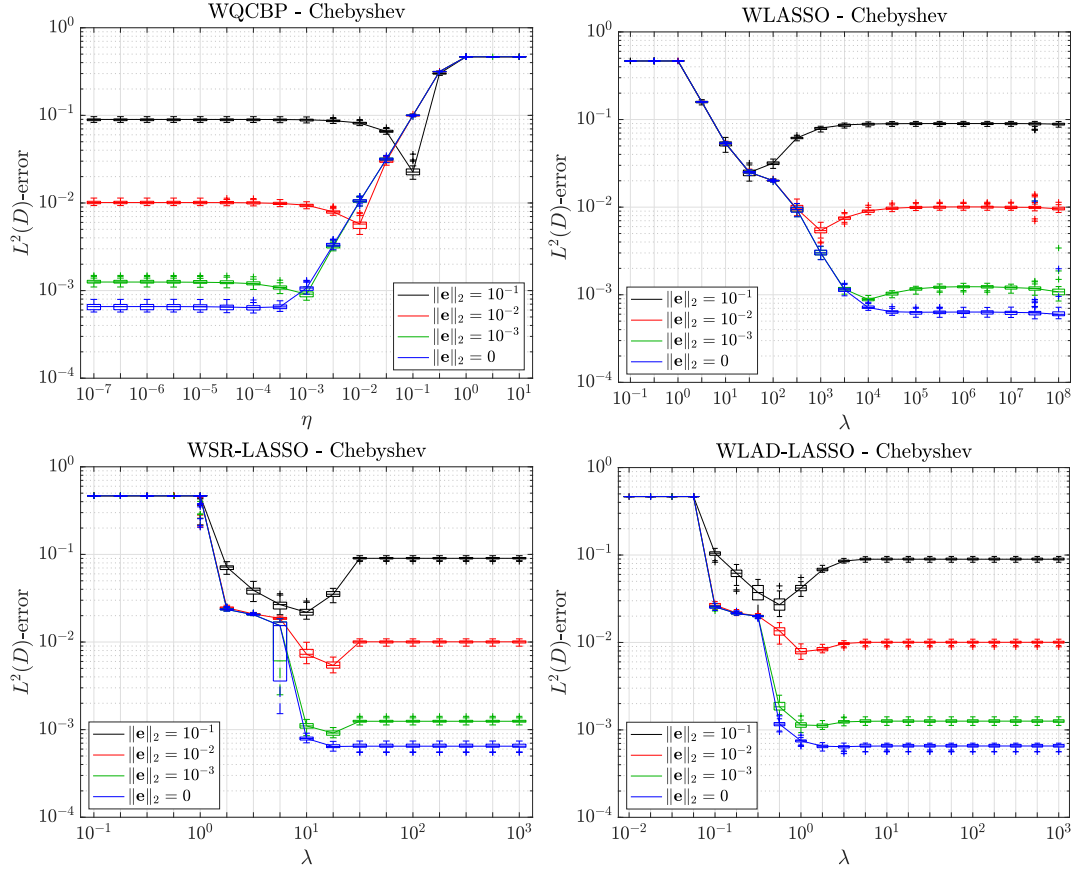 WQCBP - Chebyshev
10^0
10^-1
10^-2
10^-3
10^-4
L^2(D)-error
‖e‖_2 = 10^-1
‖e‖_2 = 10^-2
‖e‖_2 = 10^-3
‖e‖_2 = 0
10^-7 10^-6 10^-5 10^-4 10^-3 10^-2 10^-1 10^0 10^1
η
WLASSO - Chebyshev
10^0
10^-1
10^-2
10^-3
10^-4
L^2(D)-error
‖e‖_2 = 10^-1
‖e‖_2 = 10^-2
‖e‖_2 = 10^-3
‖e‖_2 = 0
10^-1 10^0 10^1 10^2 10^3 10^4 10^5 10^6 10^7 10^8
λ
WSR-LASSO - Chebyshev
10^0
10^-1
10^-2
10^-3
10^-4
L^2(D)-error
‖e‖_2 = 10^-1
‖e‖_2 = 10^-2
‖e‖_2 = 10^-3
‖e‖_2 = 0
10^-1 10^0 10^1 10^2 10^3
λ
WLAD-LASSO - Chebyshev
10^0
10^-1
10^-2
10^-3
10^-4
L^2(D)-error
‖e‖_2 = 10^-1
‖e‖_2 = 10^-2
‖e‖_2 = 10^-3
‖e‖_2 = 0
10^-2 10^-1 10^0 10^1 10^2 10^3
λ